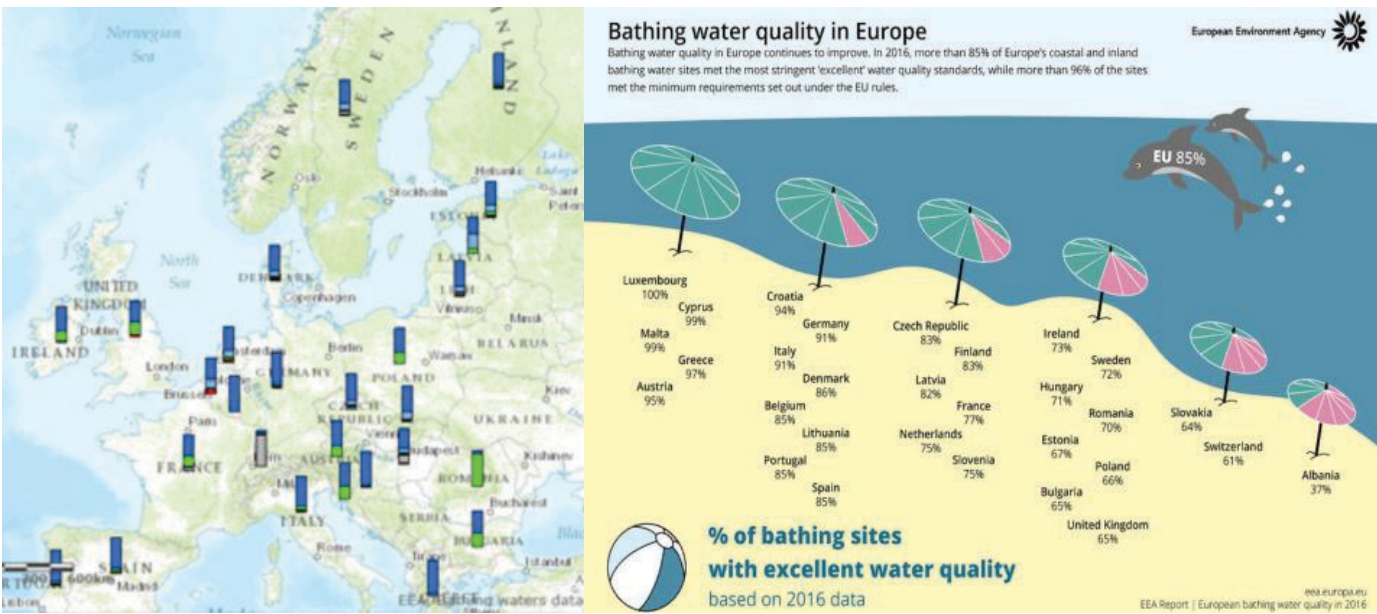 Norwegian
Sea
NORWAY
SWEDEN
INLAND
Oslo
Stockholm
Helsinki
Lake
Ladoga
Saint
Peter
LATVIA
Vilnius
Minsk
BELARUS
North
Sea
DENMARK
Copenhagen
UNITED
KINGDOM
Dublin
IRELAND
London
Berlin
GERMANY
Warsaw
POLAND
Brussels
Kiev
UKRAINE
Paris
CZECH
REPUBLIC
Vienna
udapest
AUSTRIA
Kishinev
FRANCE
Bucharest
ITALY
SERBIA
BULGARIA
Rome
Istanbul
600km
Madrid
Lisbon
EEA Bathing waters data
Bathing water quality in Europe
Bathing water quality in Europe continues to improve. In 2016, more than 85% of Europe's coastal and inland
bathing water sites met the most stringent 'excellent' water quality standards, while more than 96% of the sites
met the minimum requirements set out under the EU rules.
European Environment Agency
EU 85%
Luxembourg
100%
Cyprus
99%
Malta
99%
Greece
97%
Austria
95%
Croatia
94%
Germany
91%
Italy
91%
Denmark
86%
Belgium
85%
Lithuania
85%
Portugal
85%
Spain
85%
Czech Republic
83%
Finland
83%
Latvia
82%
France
77%
Netherlands
75%
Slovenia
75%
Ireland
73%
Sweden
72%
Hungary
71%
Romania
70%
Estonia
67%
Poland
66%
Bulgaria
65%
United Kingdom
65%
Slovakia
64%
Switzerland
61%
Albania
37%
% of bathing sites
with excellent water quality
based on 2016 data
eea.europa.eu
EEA Report | European bathing water quality in 2016